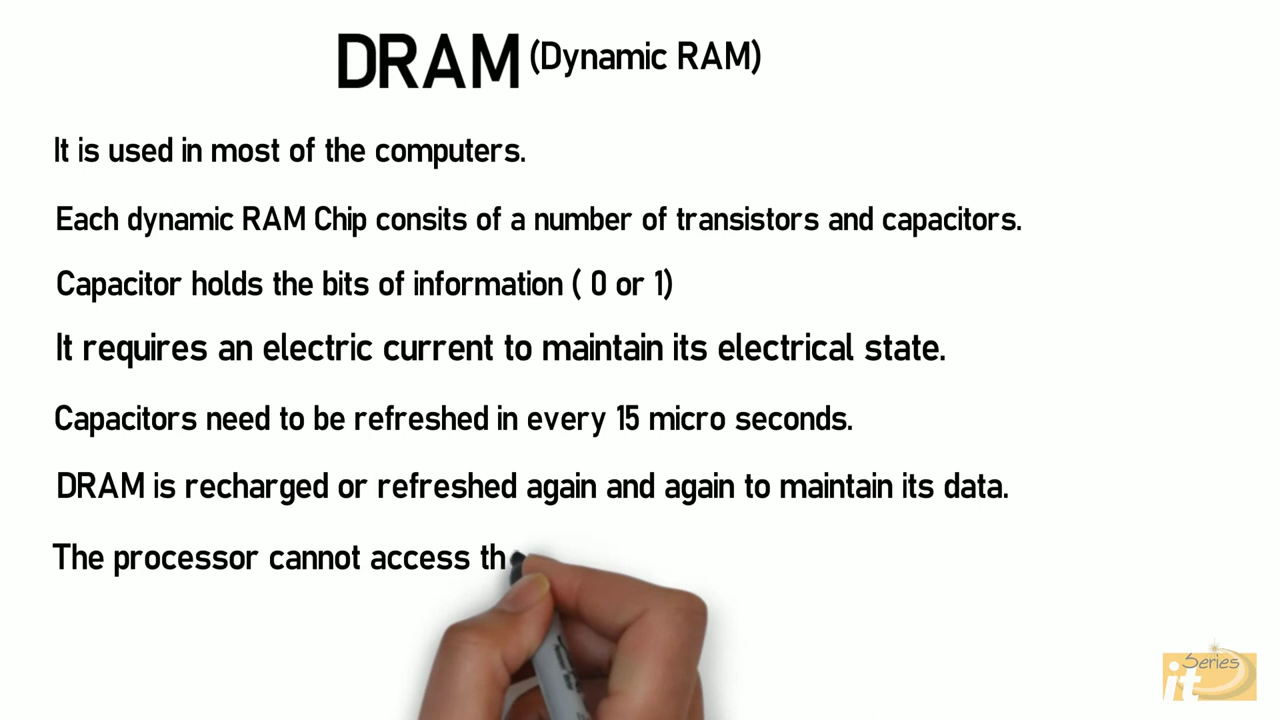 DRAM (Dynamic RAM)
It is used in most of the computers.
Each dynamic RAM Chip consits of a number of transistors and capacitors.
Capacitor holds the bits of information ( 0 or 1)
It requires an electric current to maintain its electrical state.
Capacitors need to be refreshed in every 15 micro seconds.
DRAM is recharged or refreshed again and again to maintain its data.
The processor cannot access th
it Series